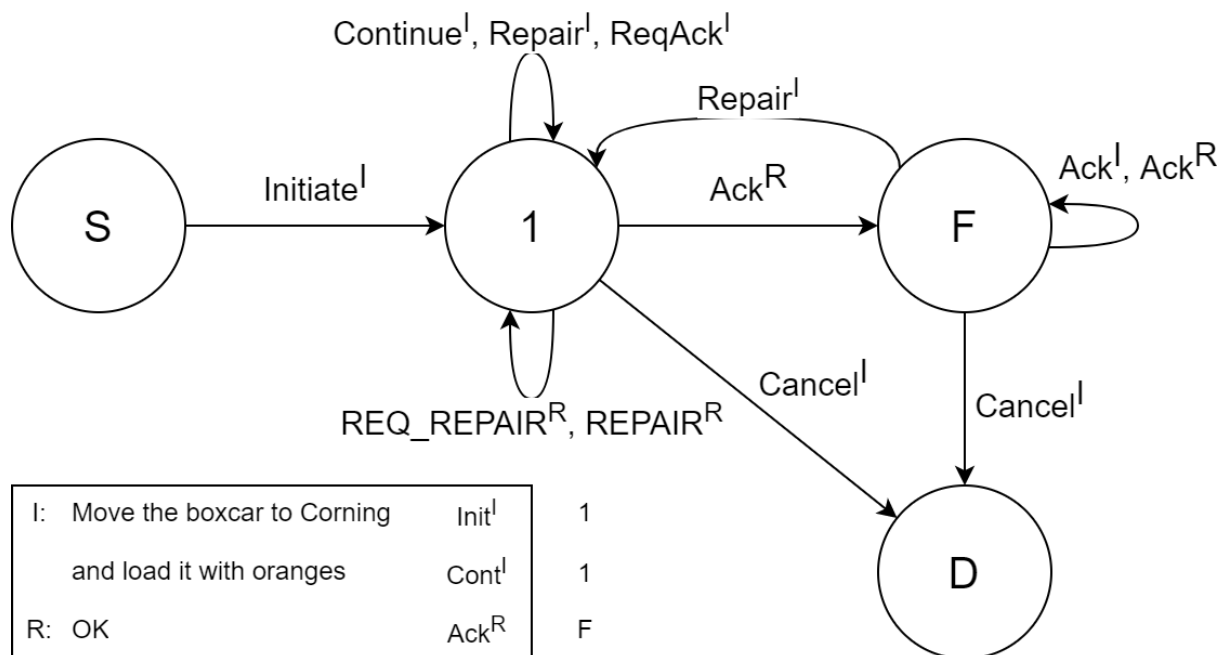 Continue^I, Repair^I, ReqAck^I
Repair^I
S
Initiate^I
1
Ack^R
F
Ack^I, Ack^R
Cancel^I
Cancel^I
REQ_REPAIR^R, REPAIR^R
D
I: Move the boxcar to Corning Init^I 1
and load it with oranges Cont^I 1
R: OK Ack^R F